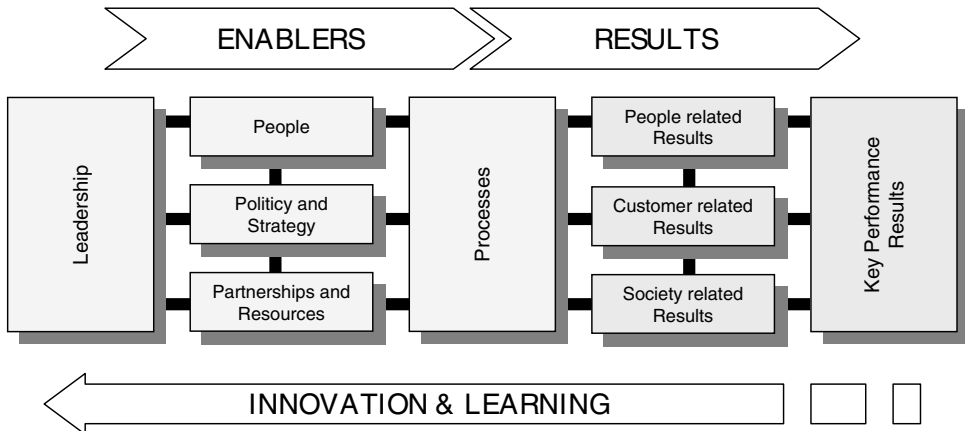 ENABLERS
RESULTS
Leadership
People
Politicy and
Strategy
Partnerships and
Resources
Processes
People related
Results
Customer related
Results
Society related
Results
Key Performance
Results
INNOVATION & LEARNING